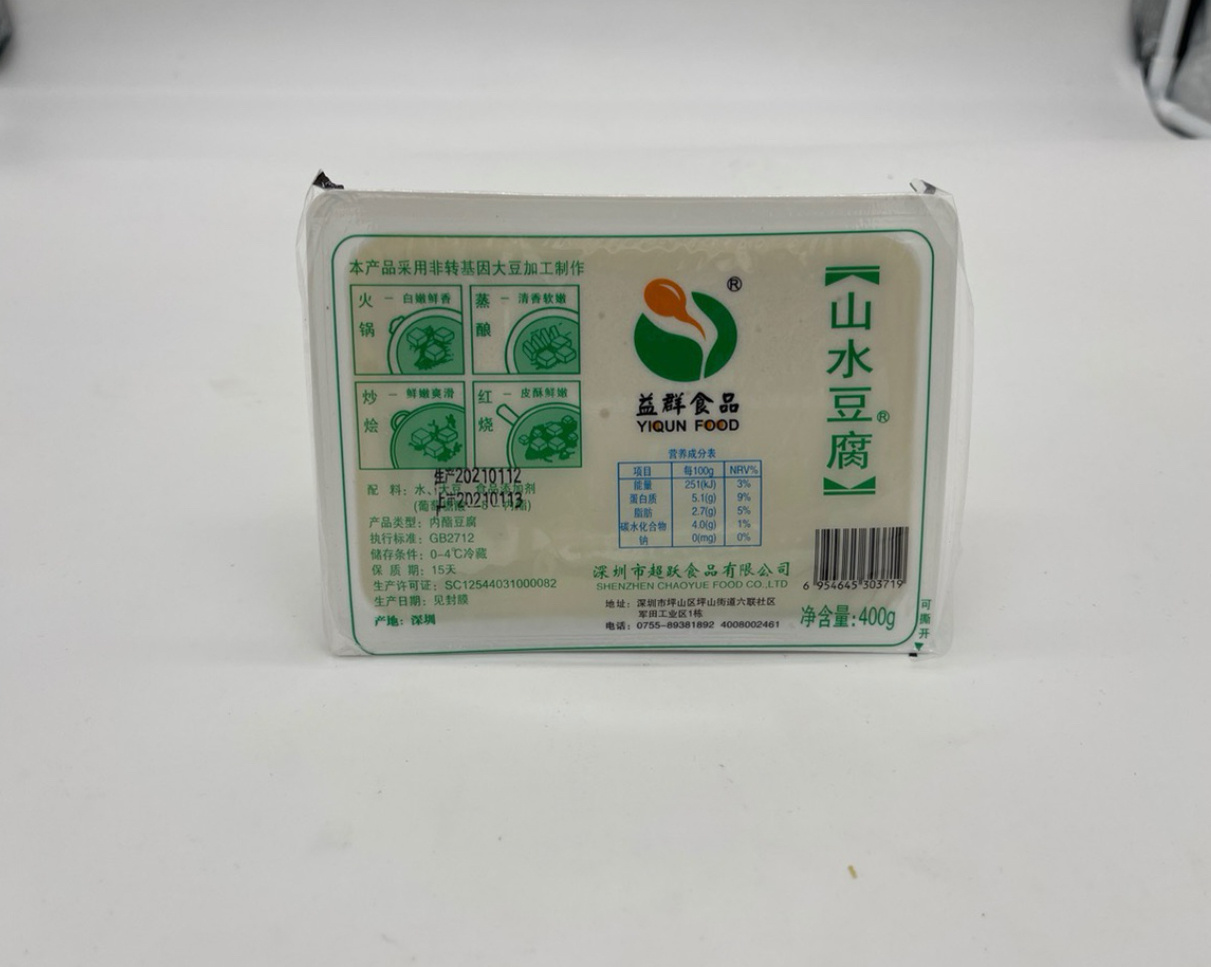 本产品采用非转基因大豆加工制作
火锅 — 白嫩鲜香
蒸酿 — 清香软嫩
炒烩 — 鲜嫩爽滑
红烧 — 皮酥鲜嫩
生产20210112
20210113
配 料：水、大豆、食品添加剂
产品类型：内酯豆腐
执行标准：GB2712
储存条件：0-4℃冷藏
保 质 期：15天
生产许可证：SC12544031000082
生产日期：见封膜
产地：深圳
®
益群食品
YIQUN FOOD
营养成分表
项目 每100g NRV%
能量 251(kJ) 3%
蛋白质 5.1(g) 9%
脂肪 2.7(g) 5%
碳水化合物 4.0(g) 1%
钠 0(mg) 0%
深圳市超跃食品有限公司
SHENZHEN CHAOYUE FOOD CO.,LTD
地址：深圳市坪山区坪山街道六联社区
军田工业区1栋
电话：0755-89381892 4008002461
【山水豆腐】®
6 954645 303719
净含量：400g
可撕开